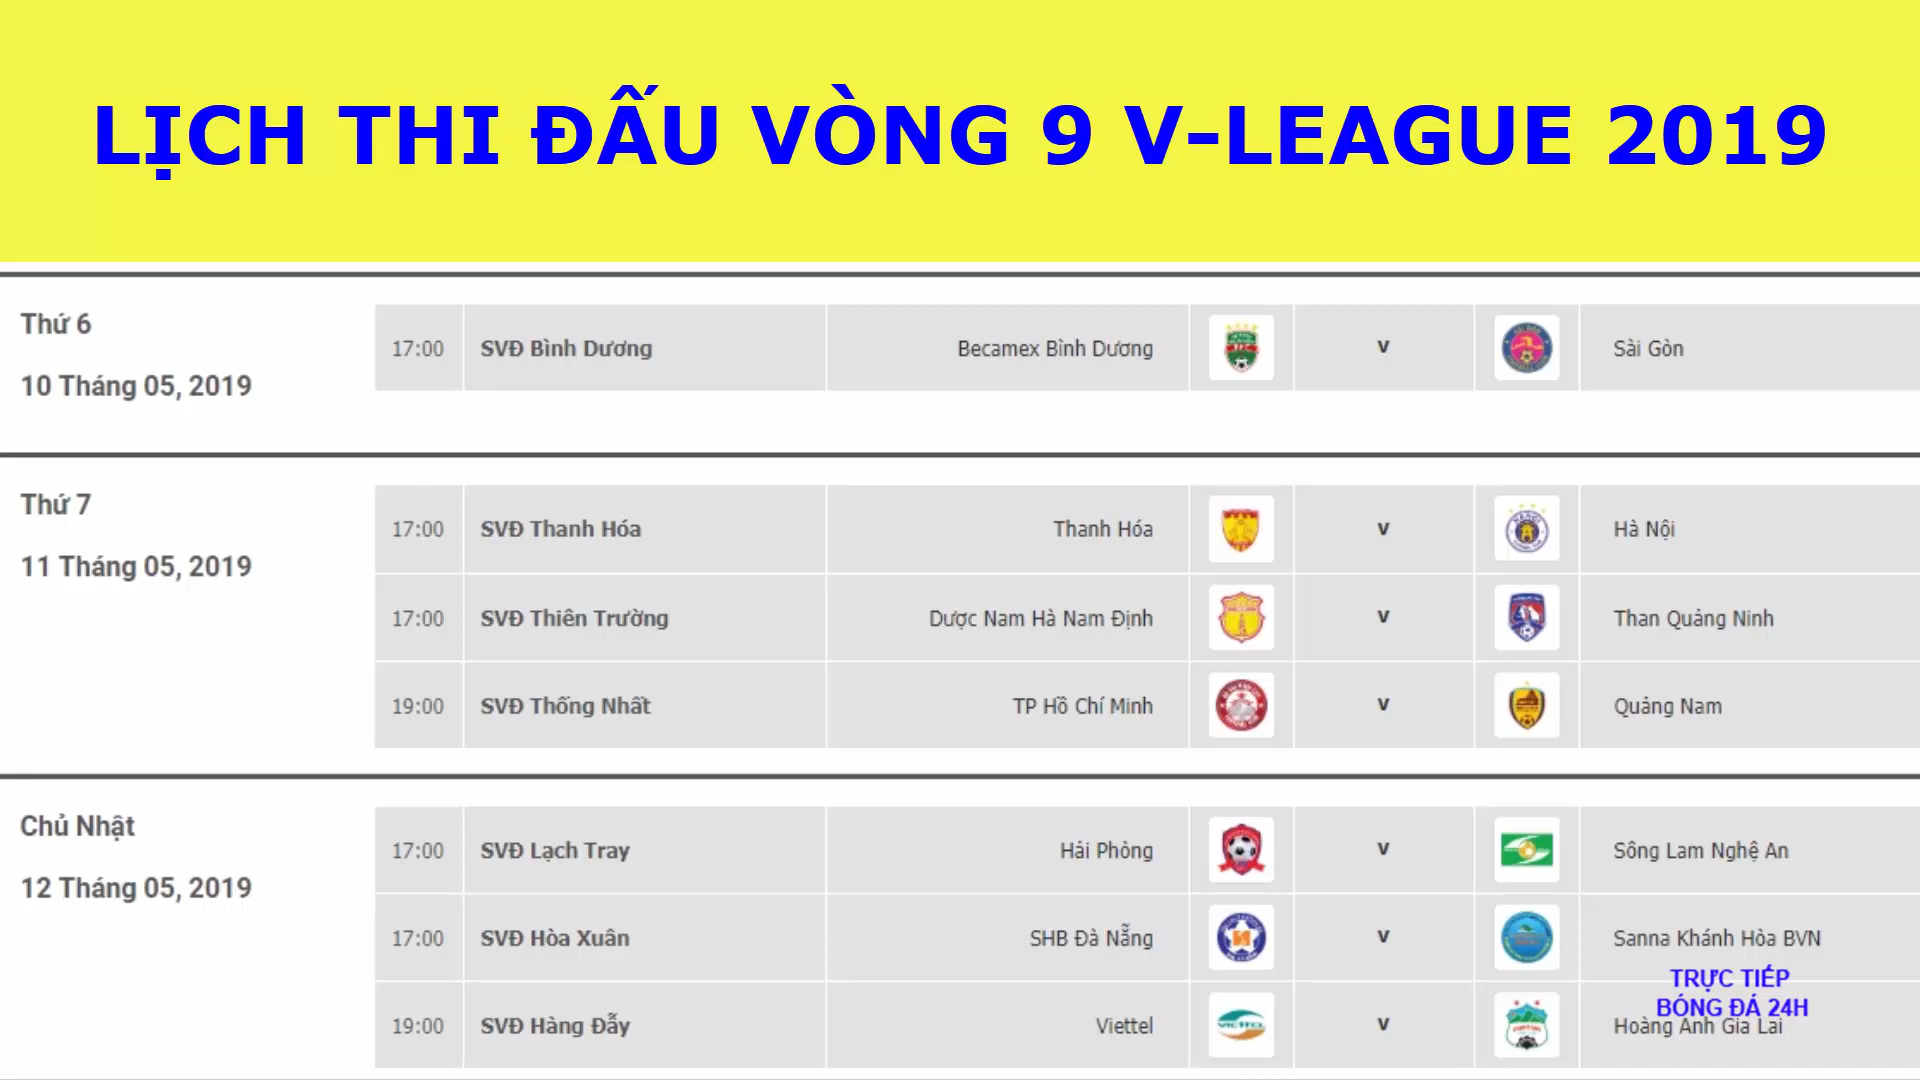 LỊCH THI ĐẤU VÒNG 9 V-LEAGUE 2019
Thứ 6
10 Tháng 05, 2019
17:00 SVĐ Bình Dương Becamex Bình Dương v Sài Gòn
Thứ 7
11 Tháng 05, 2019
17:00 SVĐ Thanh Hóa Thanh Hóa v Hà Nội
17:00 SVĐ Thiên Trường Dược Nam Hà Nam Định v Than Quảng Ninh
19:00 SVĐ Thống Nhất TP Hồ Chí Minh v Quảng Nam
Chủ Nhật
12 Tháng 05, 2019
17:00 SVĐ Lạch Tray Hải Phòng v Sông Lam Nghệ An
17:00 SVĐ Hòa Xuân SHB Đà Nẵng v Sanna Khánh Hòa BVN
19:00 SVĐ Hàng Đẫy Viettel VIETTEL v Hoàng Anh Gia Lai
TRỰC TIẾP
BÓNG ĐÁ 24H